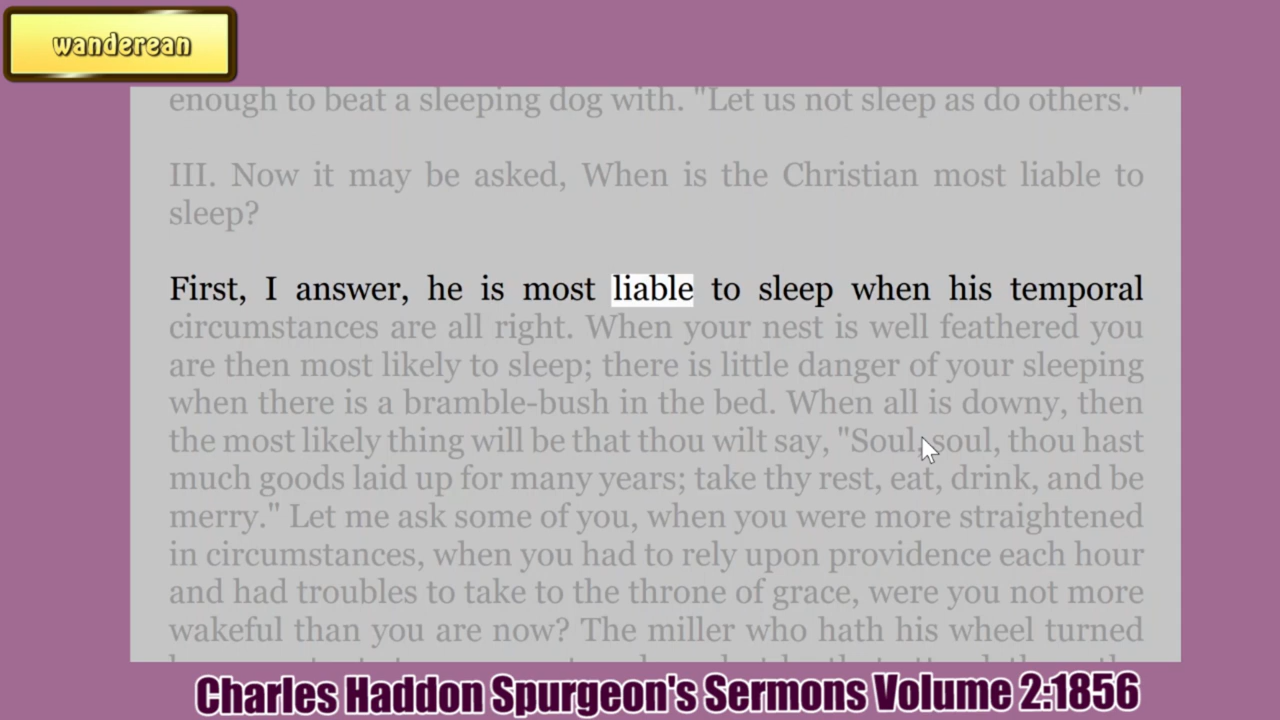 wanderean
enough to beat a sleeping dog with. "Let us not sleep as do others."
III. Now it may be asked, When is the Christian most liable to
sleep?
First, I answer, he is most liable to sleep when his temporal
circumstances are all right. When your nest is well feathered you
are then most likely to sleep; there is little danger of your sleeping
when there is a bramble-bush in the bed. When all is downy, then
the most likely thing will be that thou wilt say, "Soul, soul, thou hast
much goods laid up for many years; take thy rest, eat, drink, and be
merry." Let me ask some of you, when you were more straightened
in circumstances, when you had to rely upon providence each hour
and had troubles to take to the throne of grace, were you not more
wakeful than you are now? The miller who hath his wheel turned
Charles Haddon Spurgeon's Sermons Volume 2:1856